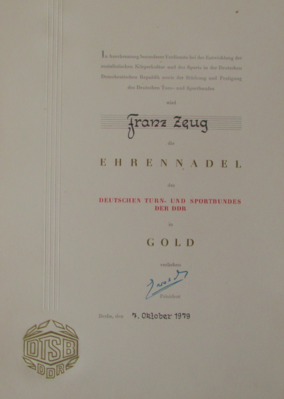 In Anerkennung besonderer Verdienste bei der Entwicklung der
sozialistischen Körperkultur und des Sports in der Deutschen
Demokratischen Republik sowie der Stärkung und Festigung
des Deutschen Turn- und Sportbundes
wird
Franz Zeug
die
EHRENNADEL
des
DEUTSCHEN TURN- UND SPORTBUNDES
DER DDR
in
GOLD
verliehen
Präsident
Berlin, den 7. Oktober 1979
DTSB
DDR